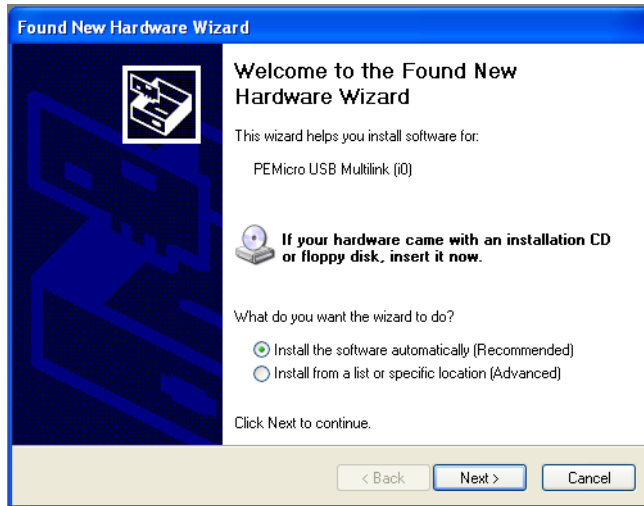 Found New Hardware Wizard
Welcome to the Found New
Hardware Wizard
This wizard helps you install software for:
PEMicro USB Multilink (i0)
If your hardware came with an installation CD
or floppy disk, insert it now.
What do you want the wizard to do?
Install the software automatically (Recommended)
Install from a list or specific location (Advanced)
Click Next to continue.
< Back Next > Cancel